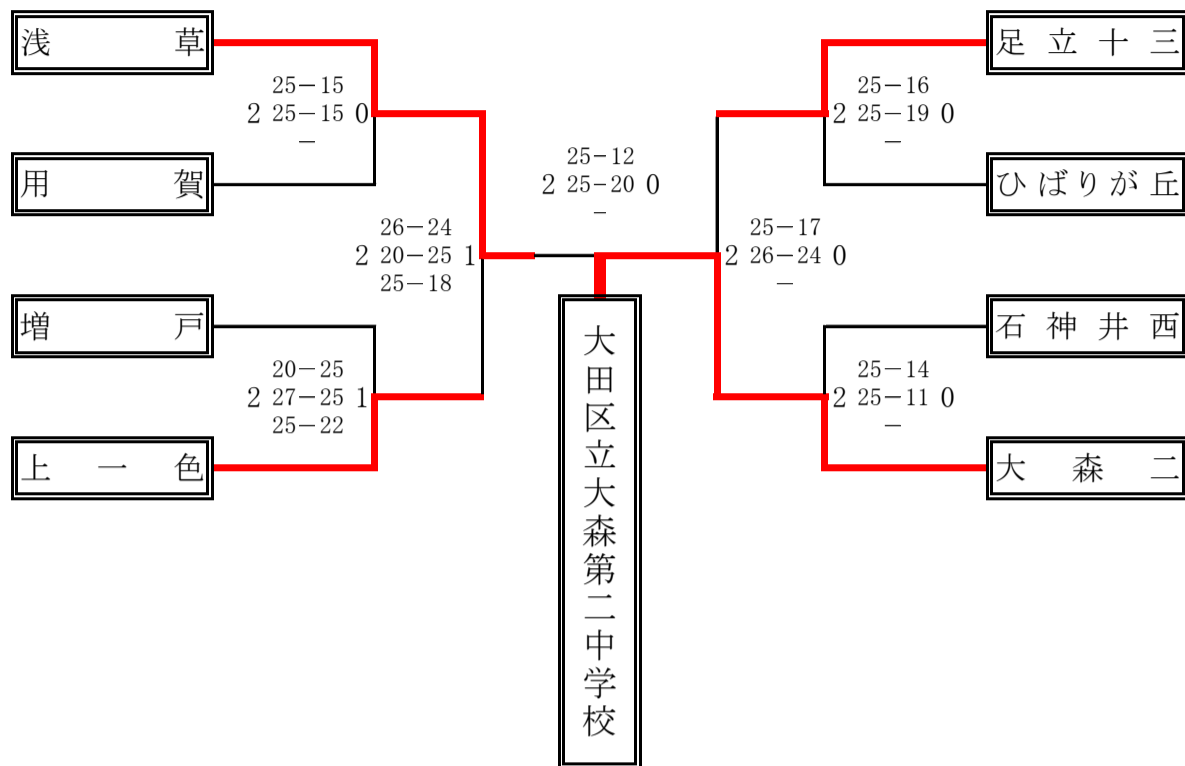 浅草
足立十三
25-15
2 25-15 0
-
25-16
2 25-19 0
-
用賀
25-12
2 25-20 0
-
ひばりが丘
26-24
2 20-25 1
25-18
25-17
2 26-24 0
-
増戸
石神井西
20-25
2 27-25 1
25-22
25-14
2 25-11 0
-
上一色
大森二
大田区立大森第二中学校